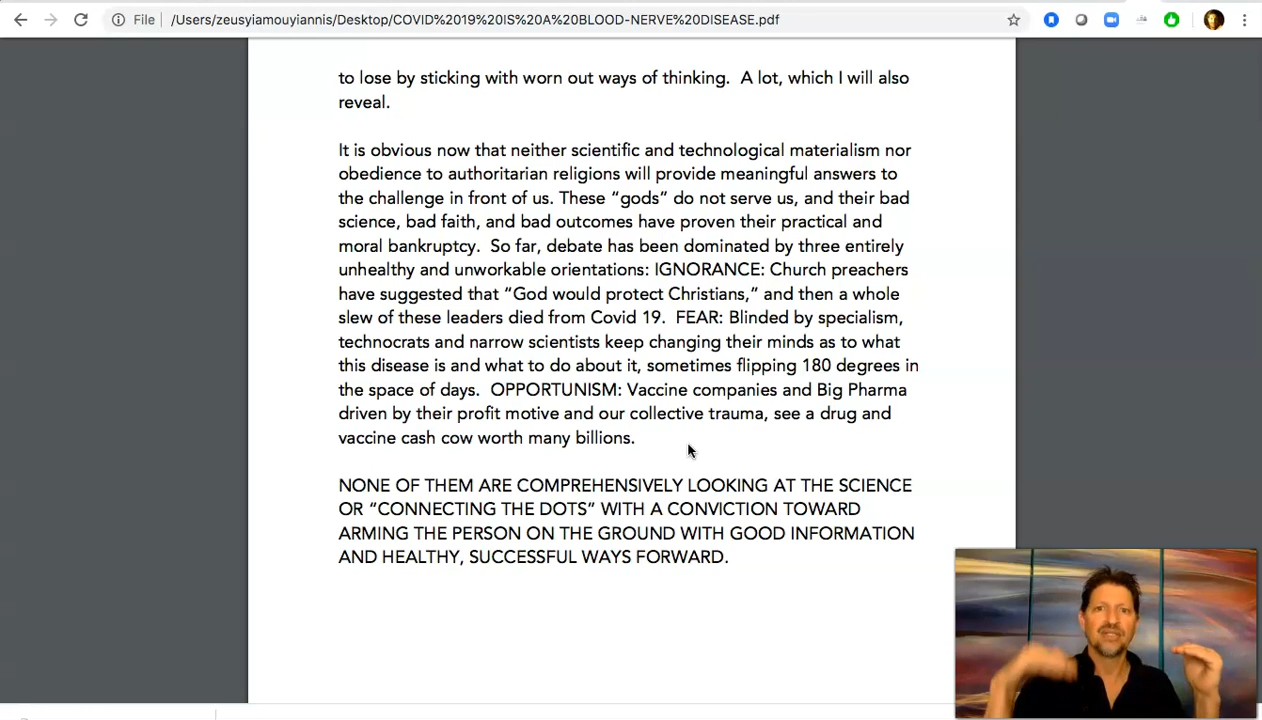 File
/Users/zeusyiamouyiannis/Desktop/COVID%2019%20IS%20A%20BLOOD-NERVE%20DISEASE.pdf
to lose by sticking with worn out ways of thinking.  A lot, which I will also
reveal.
It is obvious now that neither scientific and technological materialism nor
obedience to authoritarian religions will provide meaningful answers to
the challenge in front of us. These “gods” do not serve us, and their bad
science, bad faith, and bad outcomes have proven their practical and
moral bankruptcy.  So far, debate has been dominated by three entirely
unhealthy and unworkable orientations: IGNORANCE: Church preachers
have suggested that “God would protect Christians,” and then a whole
slew of these leaders died from Covid 19.  FEAR: Blinded by specialism,
technocrats and narrow scientists keep changing their minds as to what
this disease is and what to do about it, sometimes flipping 180 degrees in
the space of days.  OPPORTUNISM: Vaccine companies and Big Pharma
driven by their profit motive and our collective trauma, see a drug and
vaccine cash cow worth many billions.
NONE OF THEM ARE COMPREHENSIVELY LOOKING AT THE SCIENCE
OR “CONNECTING THE DOTS” WITH A CONVICTION TOWARD
ARMING THE PERSON ON THE GROUND WITH GOOD INFORMATION
AND HEALTHY, SUCCESSFUL WAYS FORWARD.